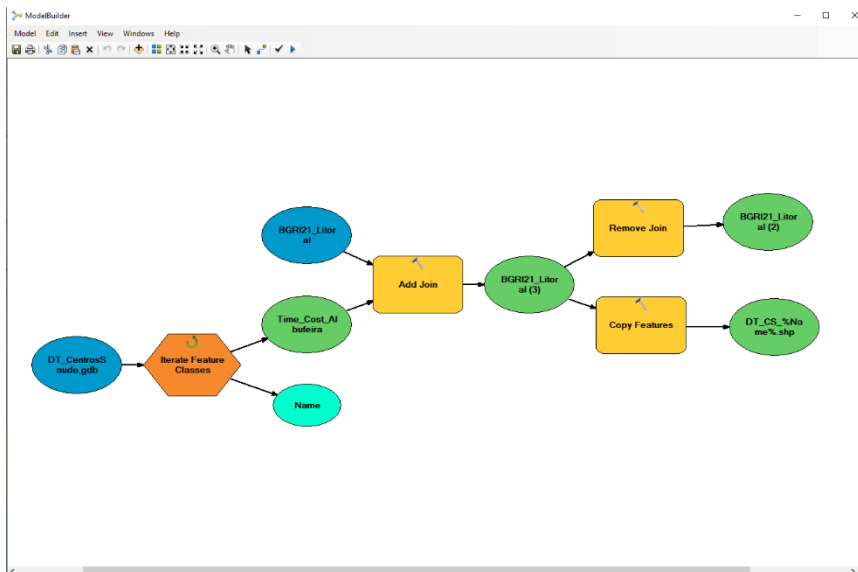 ModelBuilder
Model Edit Insert View Windows Help
BGRI21_Litor
al
Remove Join
BGRI21_Litor
al (2)
Add Join
BGRI21_Litor
al (3)
Time_Cost_Al
bufeira
Copy Features
DT_CS_%Na
me%.shp
DT_CentrosS
aude.gdb
Iterate Feature
Classes
Name